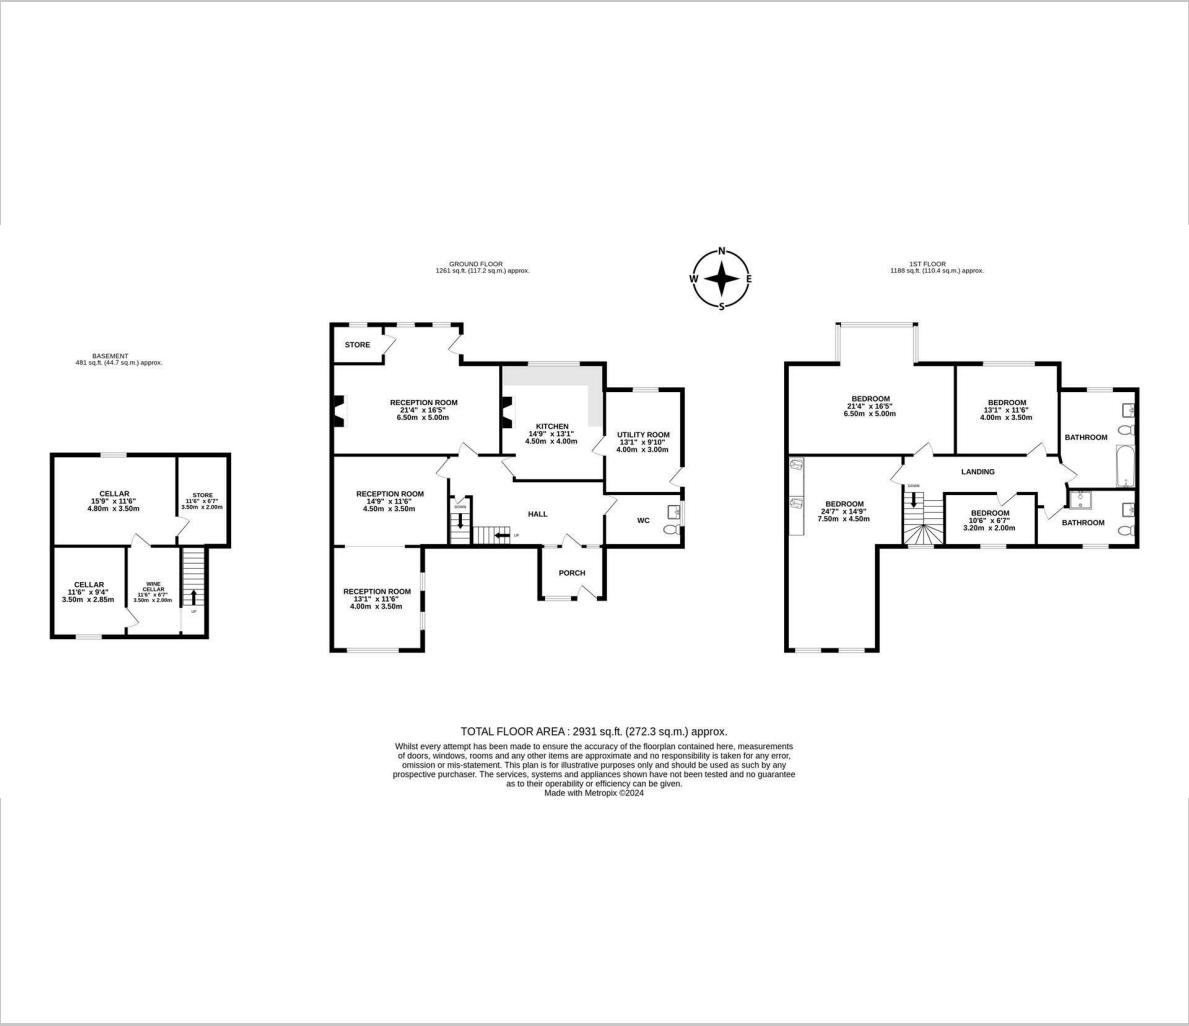 GROUND FLOOR
1261 sq.ft. (117.2 sq.m.) approx.
N
W
E
S
1ST FLOOR
1188 sq.ft. (110.4 sq.m.) approx.
BASEMENT
481 sq.ft. (44.7 sq.m.) approx.
CELLAR
15'9" x 11'6"
4.80m x 3.50m
STORE
11'6" x 6'7"
3.50m x 2.00m
CELLAR
11'6" x 9'4"
3.50m x 2.85m
WINE
CELLAR
11'6" x 6'7"
3.50m x 2.00m
UP
STORE
RECEPTION ROOM
21'4" x 16'5"
6.50m x 5.00m
KITCHEN
14'9" x 13'1"
4.50m x 4.00m
UTILITY ROOM
13'1" x 9'10"
4.00m x 3.00m
RECEPTION ROOM
14'9" x 11'6"
4.50m x 3.50m
DOWN
HALL
UP
WC
PORCH
RECEPTION ROOM
13'1" x 11'6"
4.00m x 3.50m
BEDROOM
21'4" x 16'5"
6.50m x 5.00m
BEDROOM
13'1" x 11'6"
4.00m x 3.50m
BATHROOM
LANDING
DOWN
BEDROOM
24'7" x 14'9"
7.50m x 4.50m
BEDROOM
10'6" x 6'7"
3.20m x 2.00m
BATHROOM
TOTAL FLOOR AREA : 2931 sq.ft. (272.3 sq.m.) approx.
Whilst every attempt has been made to ensure the accuracy of the floorplan contained here, measurements
of doors, windows, rooms and any other items are approximate and no responsibility is taken for any error,
omission or mis-statement. This plan is for illustrative purposes only and should be used as such by any
prospective purchaser. The services, systems and appliances shown have not been tested and no guarantee
as to their operability or efficiency can be given.
Made with Metropix ©2024